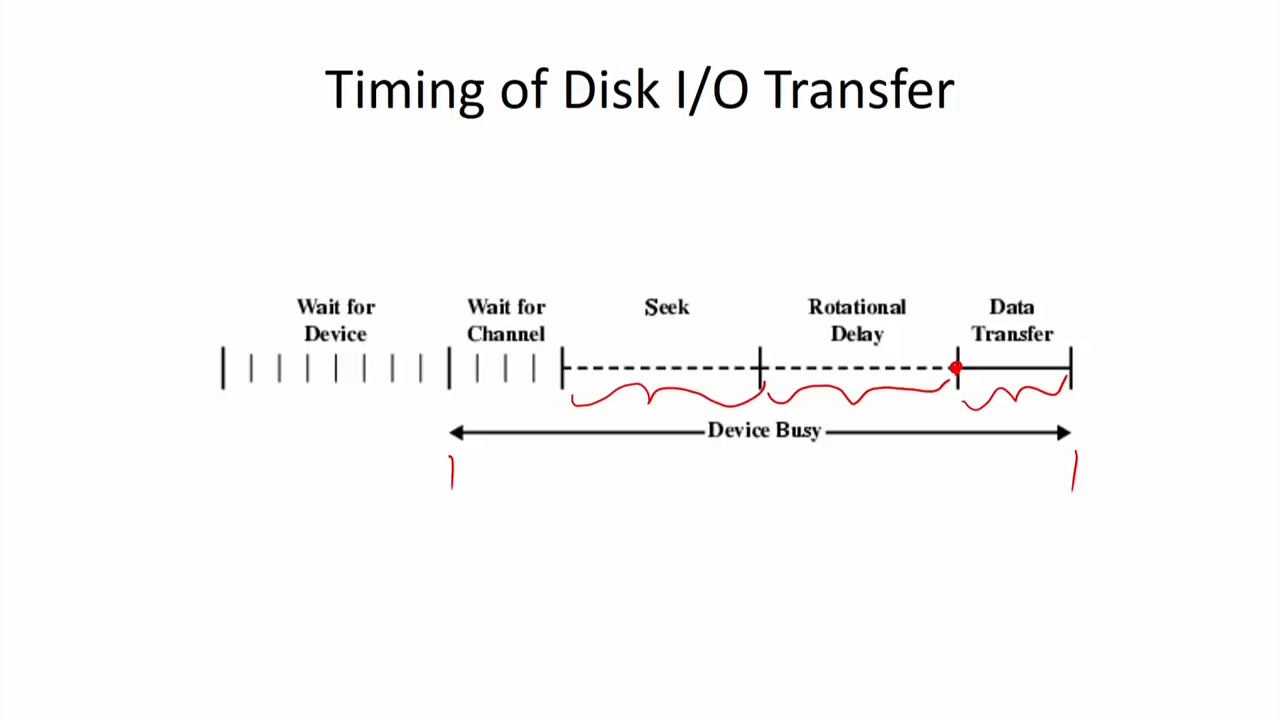 Timing of Disk I/O Transfer
Wait for Device
Wait for Channel
Seek
Rotational Delay
Data Transfer
Device Busy